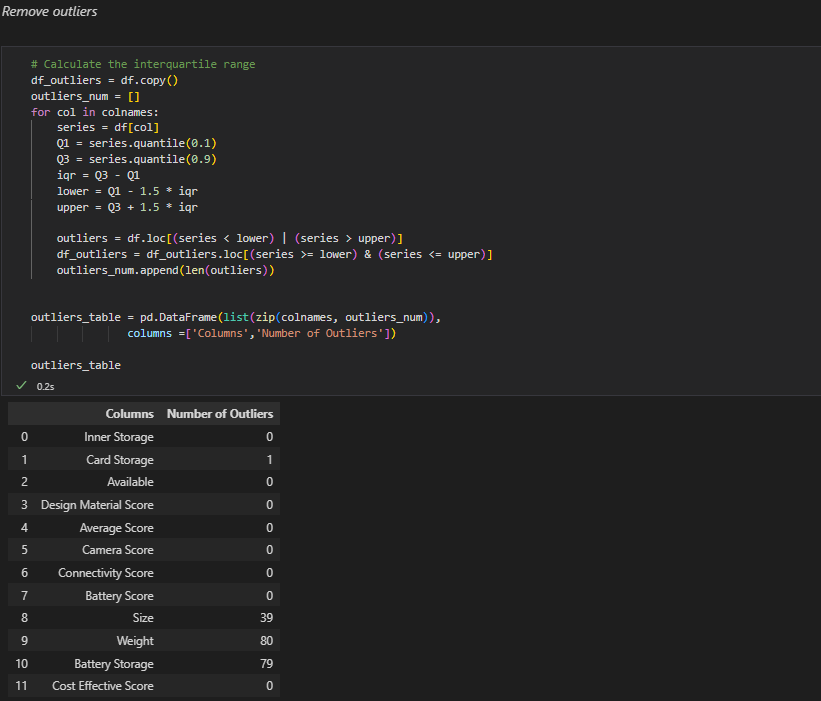 Remove outliers
# Calculate the interquartile range
df_outliers = df.copy()
outliers_num = []
for col in colnames:
    series = df[col]
    Q1 = series.quantile(0.1)
    Q3 = series.quantile(0.9)
    iqr = Q3 - Q1
    lower = Q1 - 1.5 * iqr
    upper = Q3 + 1.5 * iqr
    outliers = df.loc[(series < lower) | (series > upper)]
    df_outliers = df_outliers.loc[(series >= lower) & (series <= upper)]
    outliers_num.append(len(outliers))
outliers_table = pd.DataFrame(list(zip(colnames, outliers_num)),
               columns =['Columns','Number of Outliers'])
outliers_table
0.2s
Columns Number of Outliers
0 Inner Storage 0
1 Card Storage 1
2 Available 0
3 Design Material Score 0
4 Average Score 0
5 Camera Score 0
6 Connectivity Score 0
7 Battery Score 0
8 Size 39
9 Weight 80
10 Battery Storage 79
11 Cost Effective Score 0